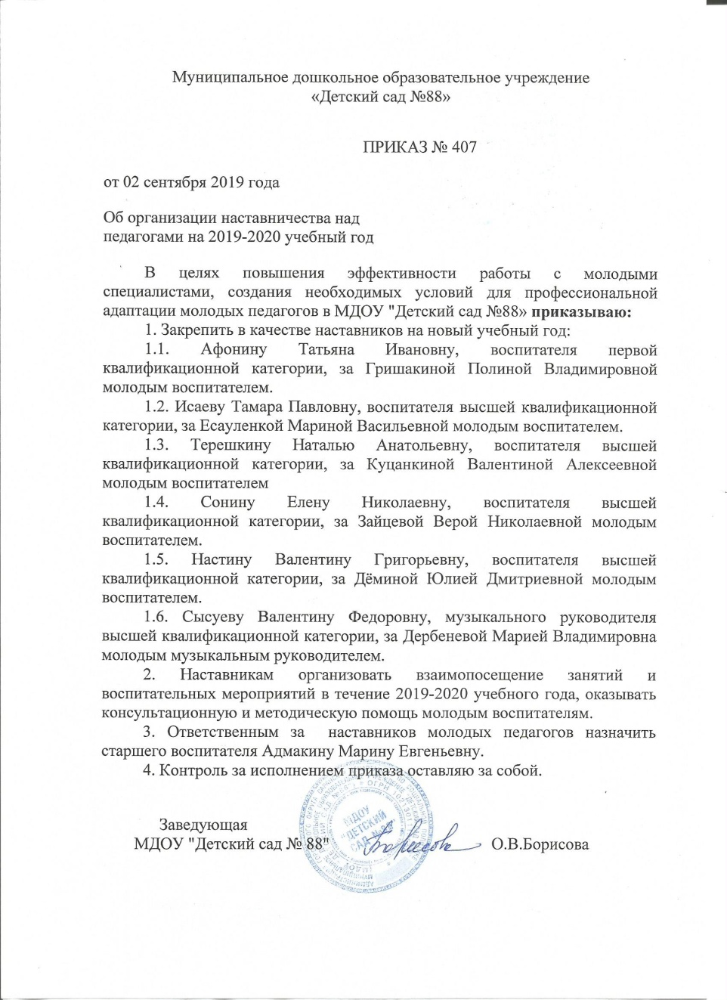 Муниципальное дошкольное образовательное учреждение
«Детский сад №88»
ПРИКАЗ № 407
от 02 сентября 2019 года
Об организации наставничества над
педагогами на 2019-2020 учебный год
В целях повышения эффективности работы с молодыми
специалистами, создания необходимых условий для профессиональной
адаптации молодых педагогов в МДОУ "Детский сад №88» приказываю:
1. Закрепить в качестве наставников на новый учебный год:
1.1. Афонину Татьяна Ивановну, воспитателя первой
квалификационной категории, за Гришакиной Полиной Владимировной
молодым воспитателем.
1.2. Исаеву Тамара Павловну, воспитателя высшей квалификационной
категории, за Есауленкой Мариной Васильевной молодым воспитателем.
1.3. Терешкину Наталью Анатольевну, воспитателя высшей
квалификационной категории, за Куцанкиной Валентиной Алексеевной
молодым воспитателем
1.4. Сонину Елену Николаевну, воспитателя высшей
квалификационной категории, за Зайцевой Верой Николаевной молодым
воспитателем.
1.5. Настину Валентину Григорьевну, воспитателя высшей
квалификационной категории, за Дёминой Юлией Дмитриевной молодым
воспитателем.
1.6. Сысуеву Валентину Федоровну, музыкального руководителя
высшей квалификационной категории, за Дербеневой Марией Владимировна
молодым музыкальным руководителем.
2. Наставникам организовать взаимопосещение занятий и
воспитательных мероприятий в течение 2019-2020 учебного года, оказывать
консультационную и методическую помощь молодым воспитателям.
3. Ответственным за наставников молодых педагогов назначить
старшего воспитателя Адмакину Марину Евгеньевну.
4. Контроль за исполнением приказа оставляю за собой.
Заведующая
МДОУ "Детский сад № 88"
О.В.Борисова
МДОУ
"ДЕТСКИЙ
САД №88"